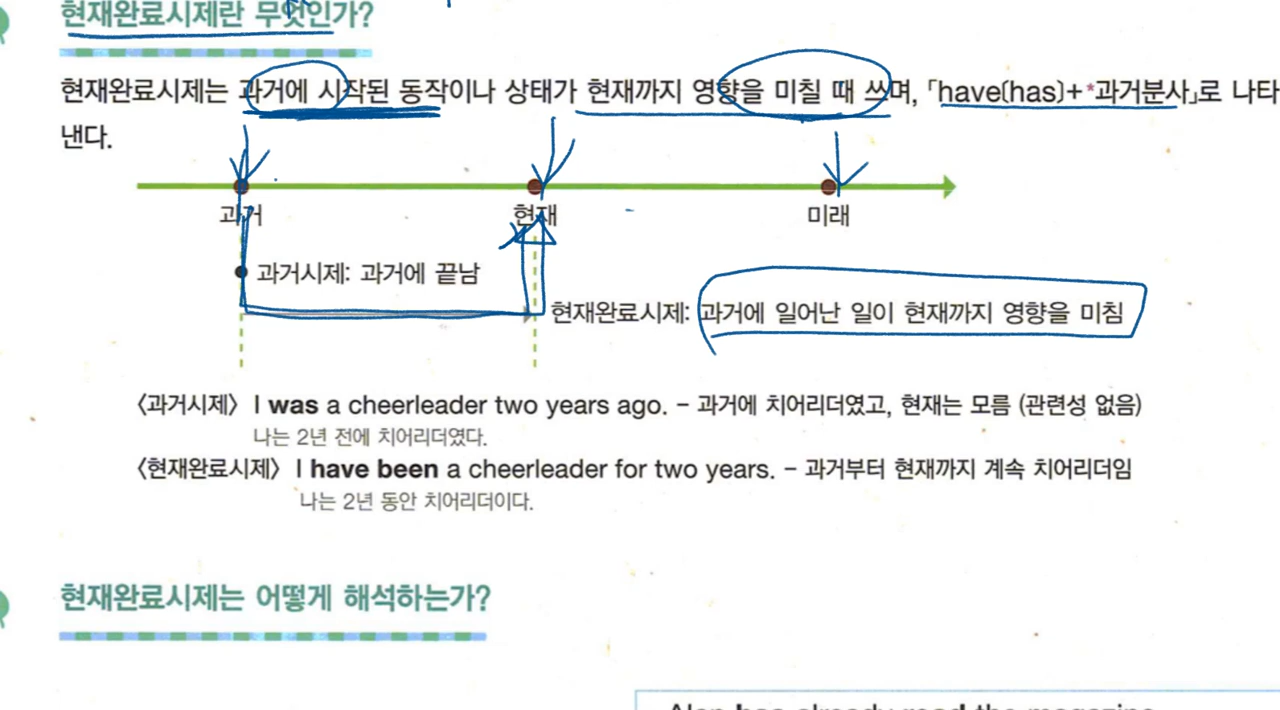 현재완료시제란 무엇인가?
현재완료시제는 과거에 시작된 동작이나 상태가 현재까지 영향을 미칠 때 쓰며, 「have(has)+*과거분사」로 나타
낸다.
과거 현재 미래
과거시제: 과거에 끝남
현재완료시제: 과거에 일어난 일이 현재까지 영향을 미침
〈과거시제〉 I was a cheerleader two years ago. – 과거에 치어리더였고, 현재는 모름 (관련성 없음)
나는 2년 전에 치어리더였다.
〈현재완료시제〉 I have been a cheerleader for two years. – 과거부터 현재까지 계속 치어리더임
나는 2년 동안 치어리더이다.
현재완료시제는 어떻게 해석하는가?
Alan has already read the magazine